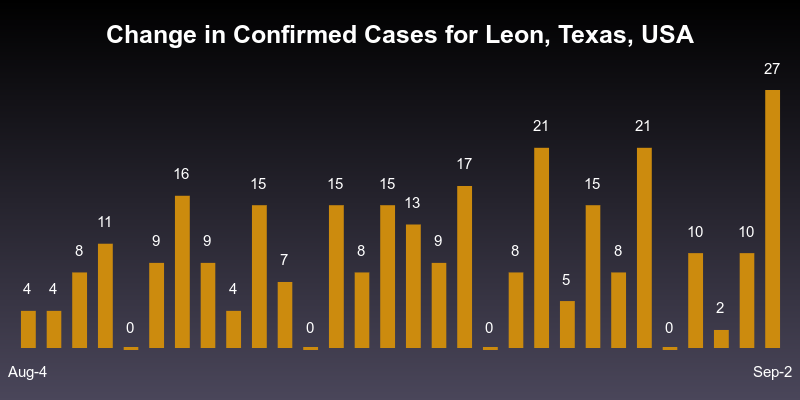 Change in Confirmed Cases for Leon, Texas, USA
4 4 8 11 0 9 16 9 4 15 7 0 15 8 15 13 9 17 0 8 21 5 15 8 21 0 10 2 10 27
Aug-4 Sep-2